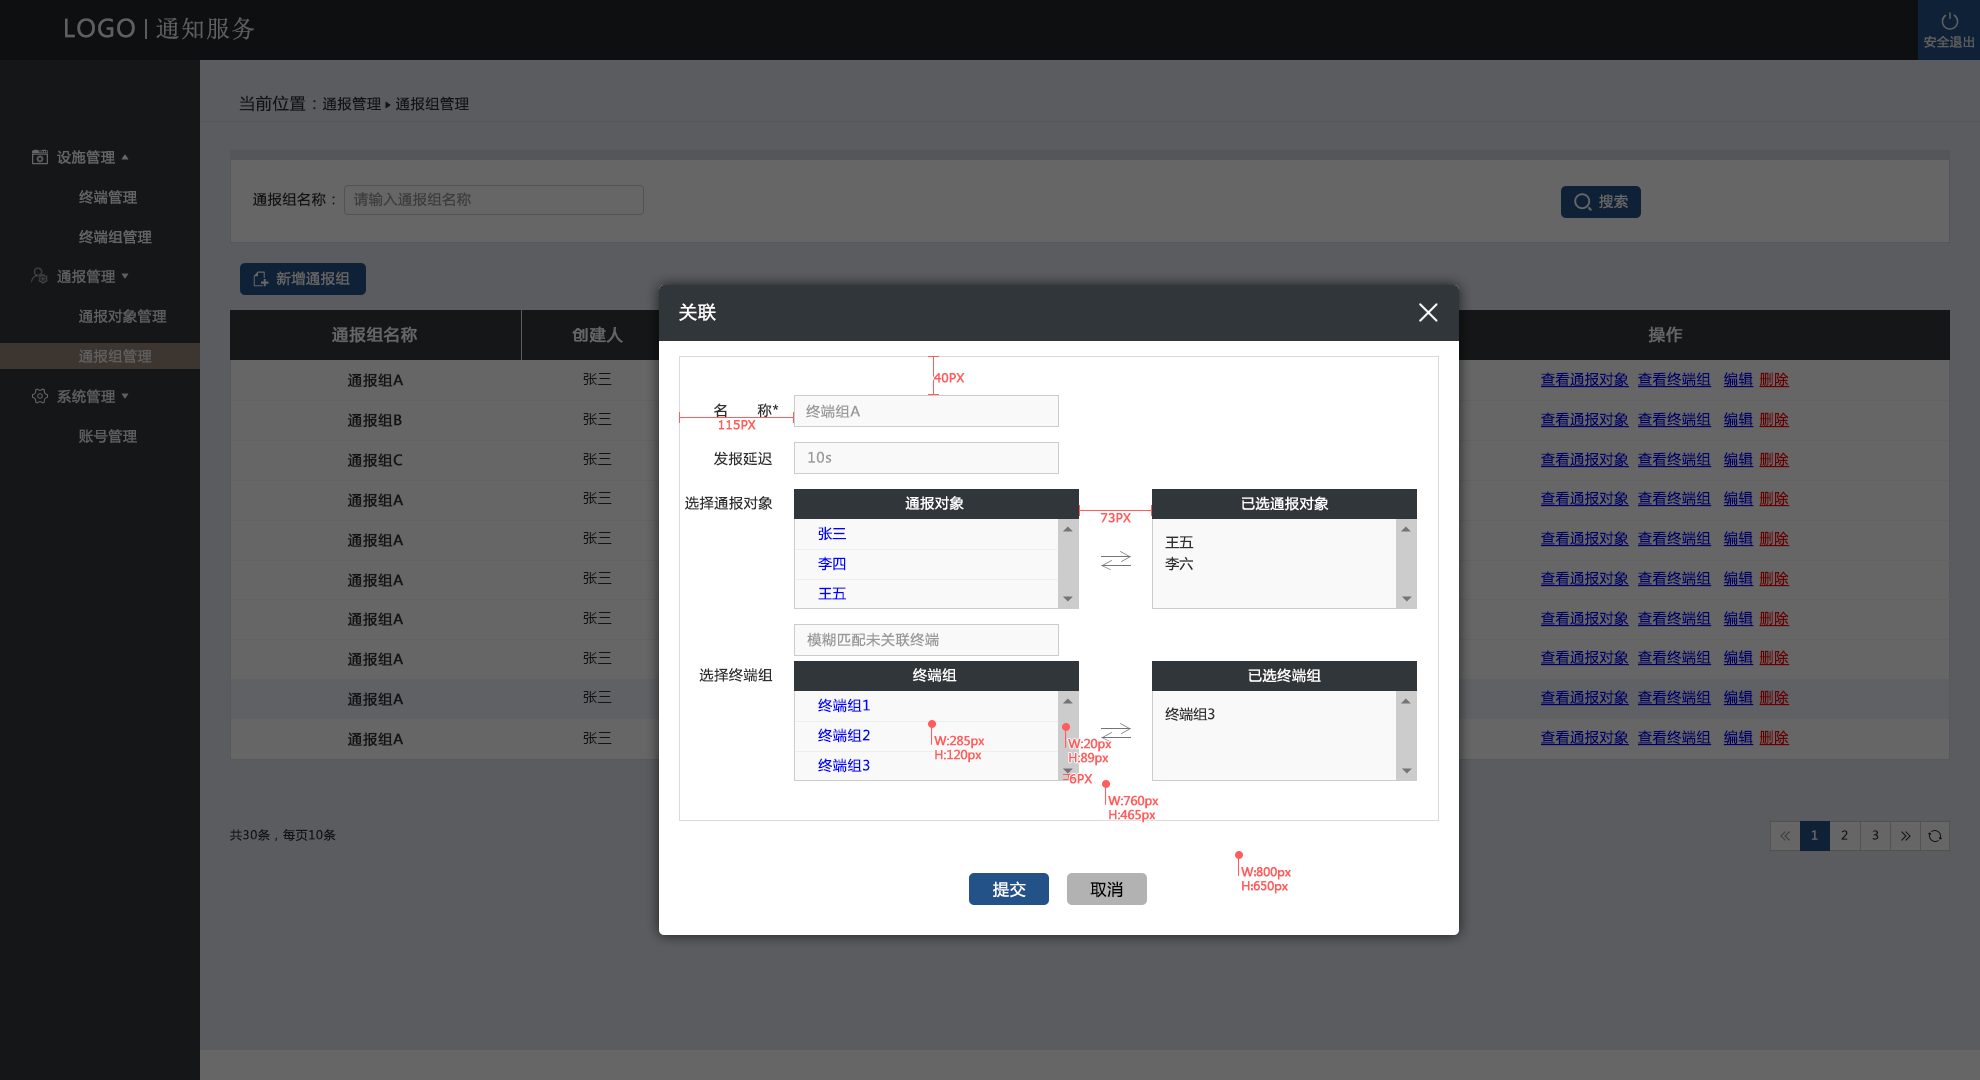 LOGO | 通知服务
安全退出
当前位置：通报管理 ▸ 通报组管理
设施管理
终端管理
终端组管理
通报管理
通报对象管理
通报组管理
系统管理
账号管理
通报组名称： 请输入通报组名称
搜索
新增通报组
通报组名称 创建人 操作
通报组A 张三 查看通报对象 查看终端组 编辑 删除
通报组B 张三 查看通报对象 查看终端组 编辑 删除
通报组C 张三 查看通报对象 查看终端组 编辑 删除
通报组A 张三 查看通报对象 查看终端组 编辑 删除
通报组A 张三 查看通报对象 查看终端组 编辑 删除
通报组A 张三 查看通报对象 查看终端组 编辑 删除
通报组A 张三 查看通报对象 查看终端组 编辑 删除
通报组A 张三 查看通报对象 查看终端组 编辑 删除
通报组A 张三 查看通报对象 查看终端组 编辑 删除
通报组A 张三 查看通报对象 查看终端组 编辑 删除
共30条，每页10条
« 1 2 3 »
关联
40PX
名 称* 终端组A
115PX
发报延迟 10s
选择通报对象 通报对象 已选通报对象
73PX
张三
李四
王五
王五
李六
模糊匹配未关联终端
选择终端组 终端组 已选终端组
终端组1
终端组2
终端组3
终端组3
W:285px
H:120px
W:20px
H:89px
6PX
W:760px
H:465px
W:800px
H:650px
提交 取消